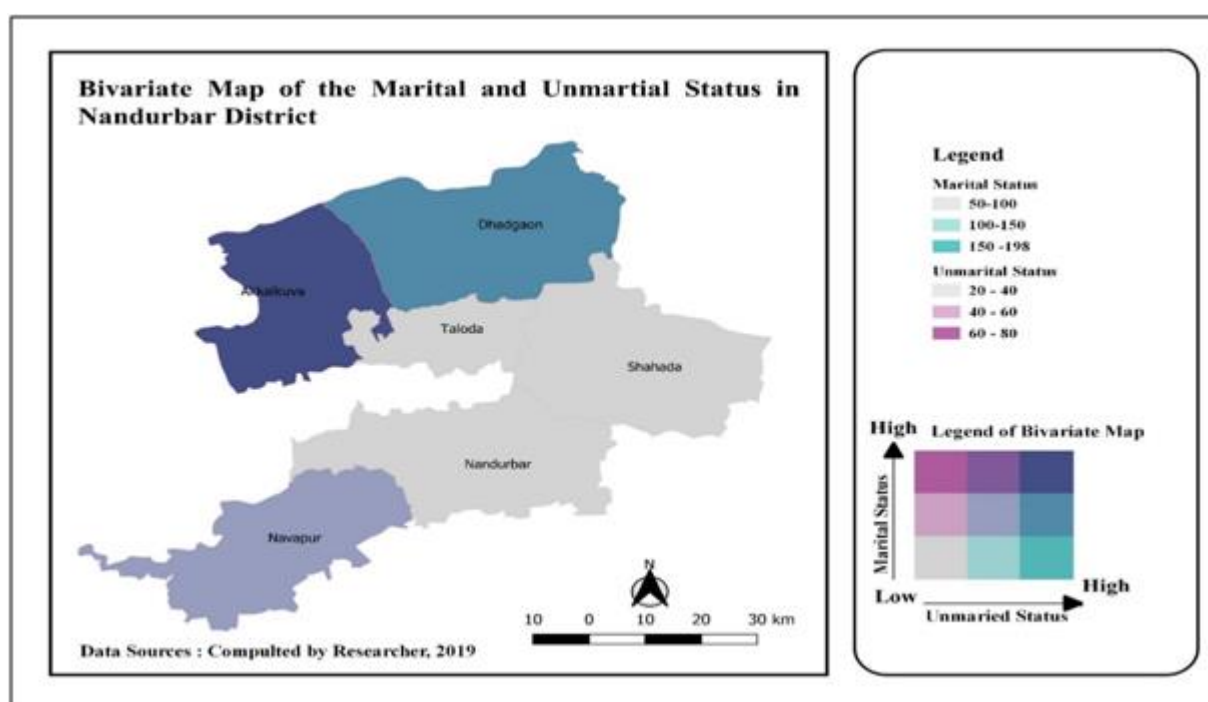 Bivariate Map of the Marital and Unmartial Status in
Nandurbar District
Dhadgaon
Akkalkuva
Taloda
Shahada
Nandurbar
Navapur
N
10 0 10 20 30 km
Data Sources : Compulted by Researcher, 2019
Legend
Marital Status
50-100
100-150
150 -198
Unmarital Status
20 - 40
40 - 60
60 - 80
High
Legend of Bivariate Map
Marital Status
Low
High
Unmaried Status